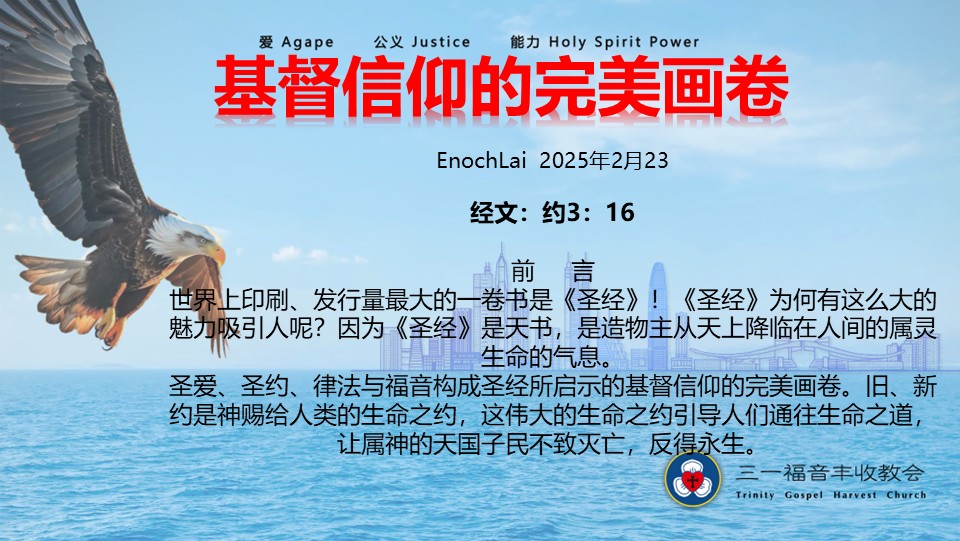 爱 Agape 公义 Justice 能力 Holy Spirit Power
基督信仰的完美画卷
EnochLai 2025年2月23
经文：约3：16
前 言
世界上印刷、发行量最大的一卷书是《圣经》！《圣经》为何有这么大的
魅力吸引人呢？因为《圣经》是天书，是造物主从天上降临在人间的属灵
生命的气息。
圣爱、圣约、律法与福音构成圣经所启示的基督信仰的完美画卷。旧、新
约是神赐给人类的生命之约，这伟大的生命之约引导人们通往生命之道，
让属神的天国子民不致灭亡，反得永生。
三一福音丰收教会
Trinity Gospel Harvest Church